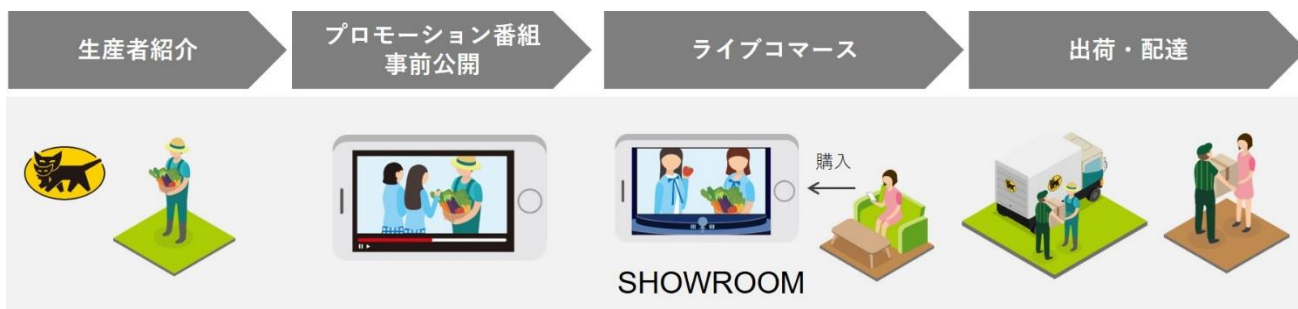 生産者紹介
プロモーション番組
事前公開
ライブコマース
出荷・配達
購入
SHOWROOM